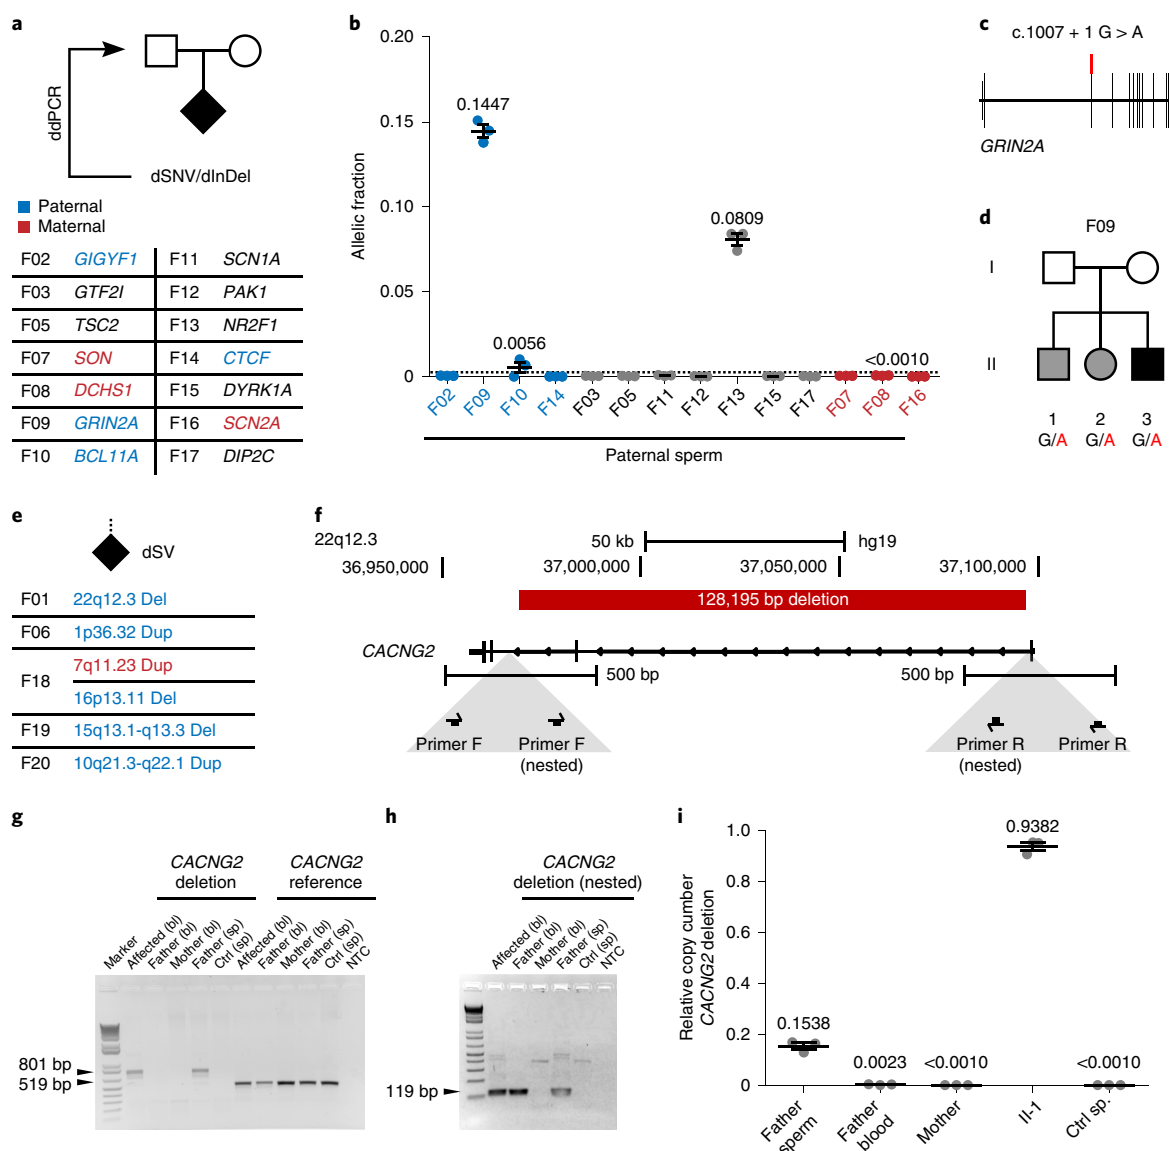 a
ddPCR
dSNV/dInDel
Paternal
Maternal
F02 GIGYF1 F11 SCN1A
F03 GTF2I F12 PAK1
F05 TSC2 F13 NR2F1
F07 SON F14 CTCF
F08 DCHS1 F15 DYRK1A
F09 GRIN2A F16 SCN2A
F10 BCL11A F17 DIP2C
b
Allelic fraction
0.20
0.15
0.10
0.05
0
0.1447
0.0056
0.0809
<0.0010
F02 F09 F10 F14 F03 F05 F11 F12 F13 F15 F17 F07 F08 F16
Paternal sperm
c
c.1007 + 1 G > A
GRIN2A
d
F09
I
II
1 2 3
G/A G/A G/A
e
dSV
F01 22q12.3 Del
F06 1p36.32 Dup
F18 7q11.23 Dup
16p13.11 Del
F19 15q13.1-q13.3 Del
F20 10q21.3-q22.1 Dup
f
22q12.3 50 kb hg19
36,950,000 37,000,000 37,050,000 37,100,000
128,195 bp deletion
CACNG2
500 bp 500 bp
Primer F Primer F Primer R Primer R
(nested) (nested)
g
CACNG2 CACNG2
deletion reference
Marker Affected (bl) Father (bl) Mother (bl) Father (sp) Ctrl (sp) Affected (bl) Father (bl) Mother (bl) Father (sp) Ctrl (sp) NTC
801 bp
519 bp
h
CACNG2
deletion (nested)
Affected (bl) Father (bl) Mother (bl) Father (sp) Ctrl (sp) NTC
119 bp
i
Relative copy cumber
CACNG2 deletion
1.0
0.8
0.6
0.4
0.2
0
0.1538
0.0023
<0.0010
0.9382
<0.0010
Father sperm
Father blood
Mother
II-1
Ctrl sp.